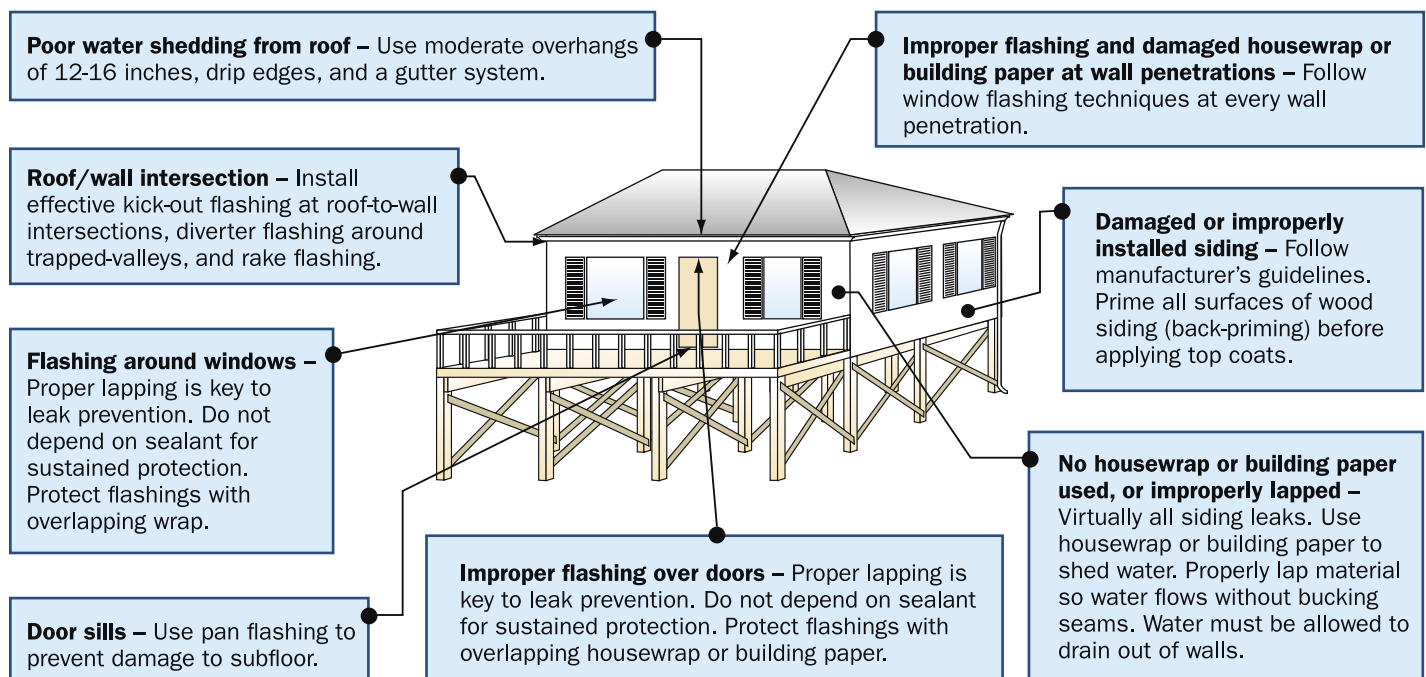 Poor water shedding from roof – Use moderate overhangs
of 12-16 inches, drip edges, and a gutter system.
Improper flashing and damaged housewrap or
building paper at wall penetrations – Follow
window flashing techniques at every wall
penetration.
Roof/wall intersection – Install
effective kick-out flashing at roof-to-wall
intersections, diverter flashing around
trapped-valleys, and rake flashing.
Damaged or improperly
installed siding – Follow
manufacturer’s guidelines.
Prime all surfaces of wood
siding (back-priming) before
applying top coats.
Flashing around windows –
Proper lapping is key to
leak prevention. Do not
depend on sealant for
sustained protection.
Protect flashings with
overlapping wrap.
No housewrap or building paper
used, or improperly lapped –
Virtually all siding leaks. Use
housewrap or building paper to
shed water. Properly lap material
so water flows without bucking
seams. Water must be allowed to
drain out of walls.
Improper flashing over doors – Proper lapping is
key to leak prevention. Do not depend on sealant
for sustained protection. Protect flashings with
overlapping housewrap or building paper.
Door sills – Use pan flashing to
prevent damage to subfloor.